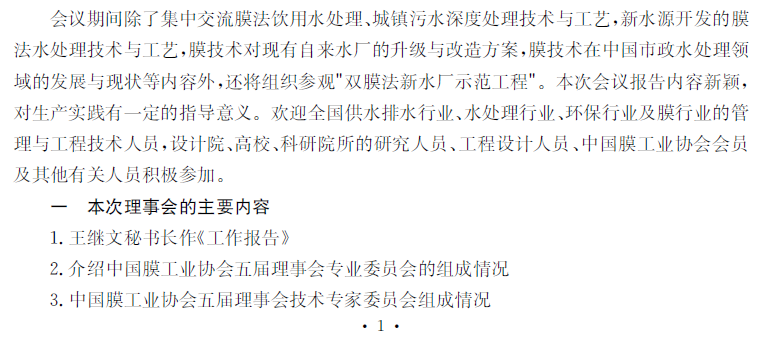 会议期间除了集中交流膜法饮用水处理、城镇污水深度处理技术与工艺,新水源开发的膜
法水处理技术与工艺,膜技术对现有自来水厂的升级与改造方案,膜技术在中国市政水处理领
域的发展与现状等内容外,还将组织参观"双膜法新水厂示范工程"。本次会议报告内容新颖,
对生产实践有一定的指导意义。欢迎全国供水排水行业、水处理行业、环保行业及膜行业的管
理与工程技术人员,设计院、高校、科研院所的研究人员、工程设计人员、中国膜工业协会会员
及其他有关人员积极参加。
一 本次理事会的主要内容
1. 王继文秘书长作《工作报告》
2. 介绍中国膜工业协会五届理事会专业委员会的组成情况
3. 中国膜工业协会五届理事会技术专家委员会组成情况
· 1 ·